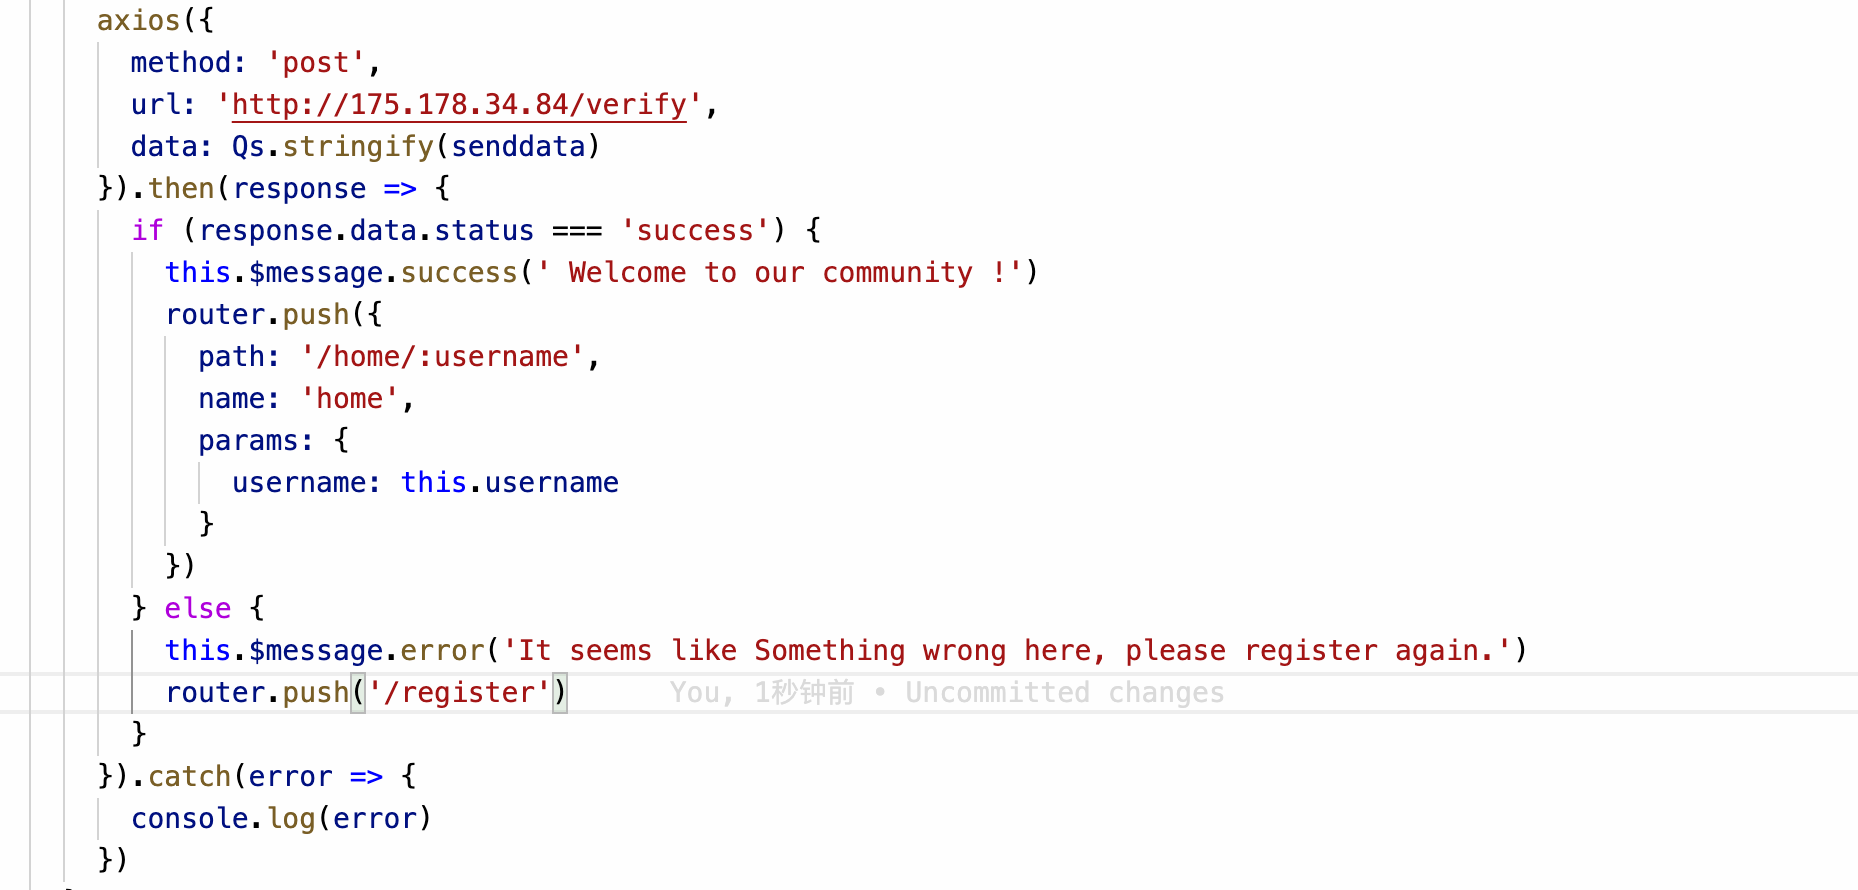 axios({
method: 'post',
url: 'http://175.178.34.84/verify',
data: Qs.stringify(senddata)
}).then(response => {
if (response.data.status === 'success') {
this.$message.success(' Welcome to our community !')
router.push({
path: '/home/:username',
name: 'home',
params: {
username: this.username
}
})
} else {
this.$message.error('It seems like Something wrong here, please register again.')
router.push('/register') You, 1秒钟前 • Uncommitted changes
}
}).catch(error => {
console.log(error)
})